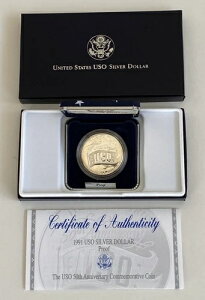 United States USO Silver Dollar
USO
Proof
Certificate of Authenticity
1991 USO SILVER DOLLAR
Proof
The USO 50th Anniversary Commemorative Coin